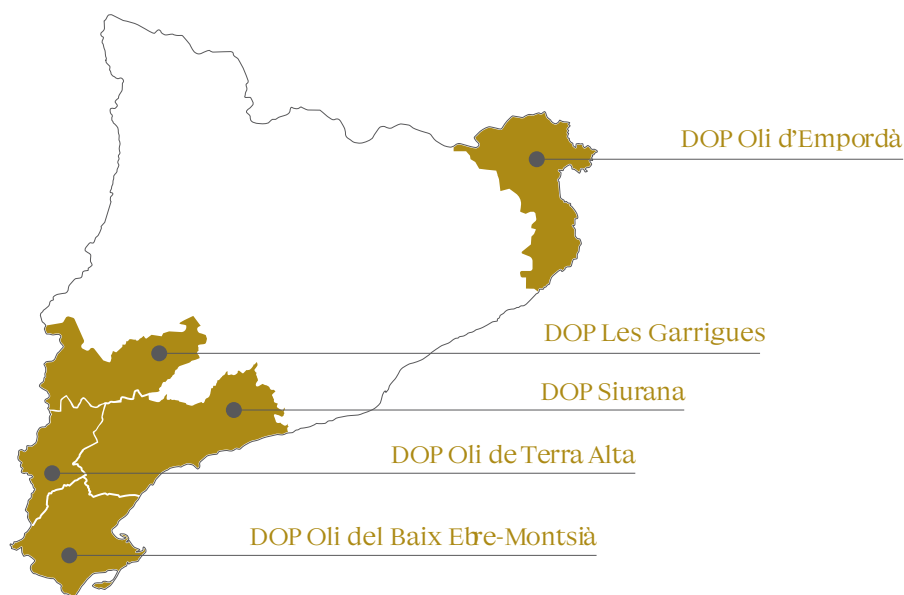 DOP Oli d'Empordà
DOP Les Garrigues
DOP Siurana
DOP Oli de Terra Alta
DOP Oli del Baix Ebre-Montsià